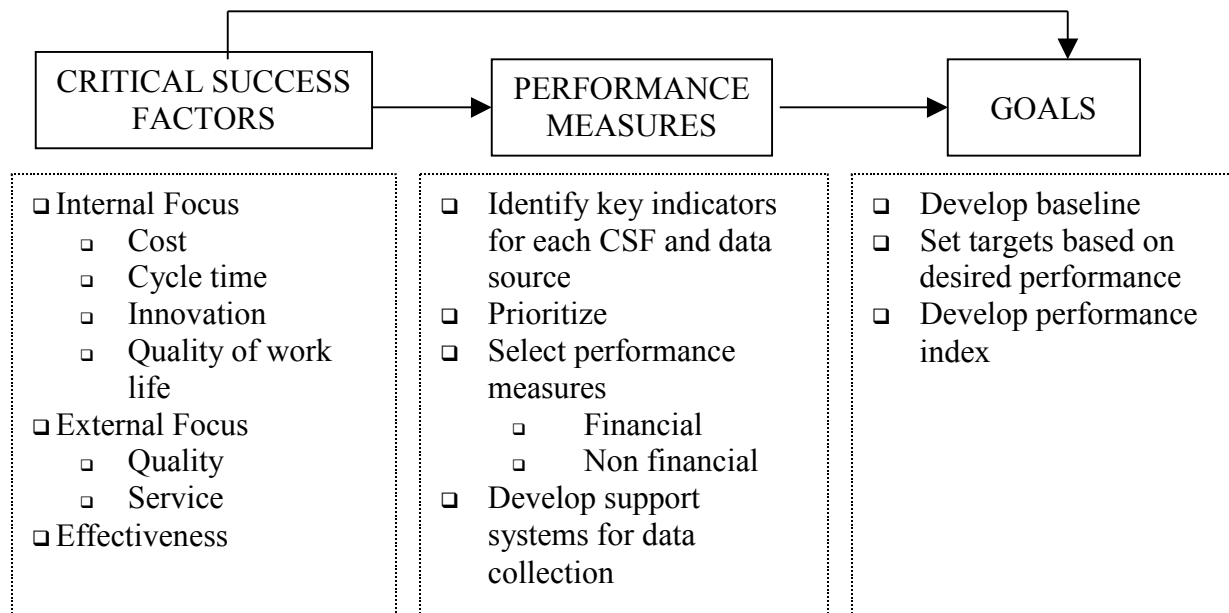 CRITICAL SUCCESS
FACTORS
PERFORMANCE
MEASURES
GOALS
Internal Focus
Cost
Cycle time
Innovation
Quality of work
life
External Focus
Quality
Service
Effectiveness
Identify key indicators
for each CSF and data
source
Prioritize
Select performance
measures
Financial
Non financial
Develop support
systems for data
collection
Develop baseline
Set targets based on
desired performance
Develop performance
index